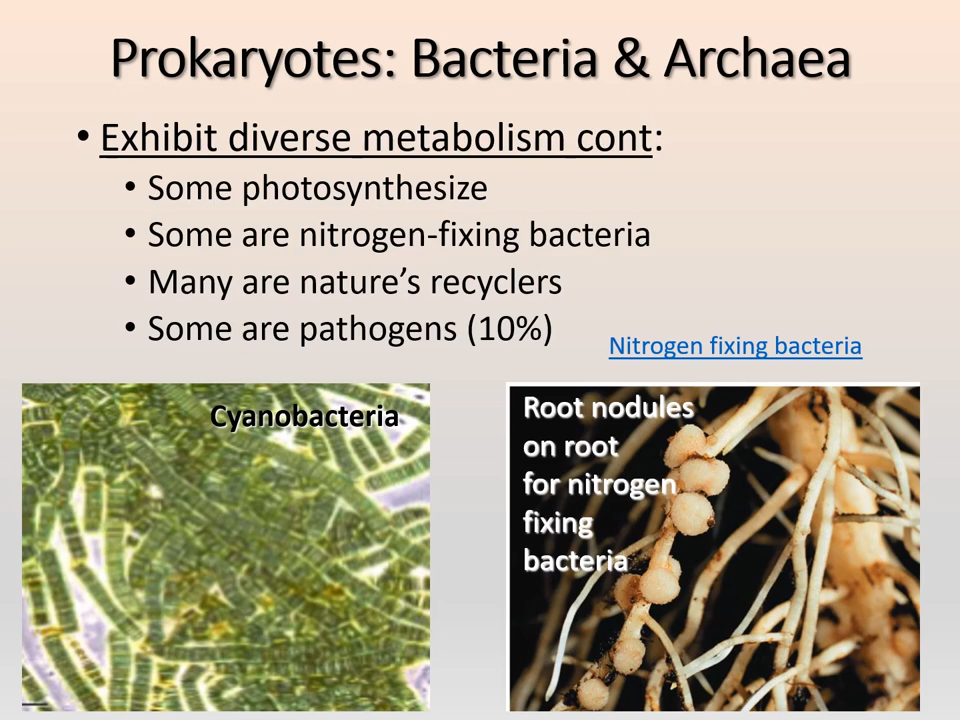 Prokaryotes: Bacteria & Archaea
• Exhibit diverse metabolism cont:
• Some photosynthesize
• Some are nitrogen-fixing bacteria
• Many are nature’s recyclers
• Some are pathogens (10%)
Nitrogen fixing bacteria
Cyanobacteria
Root nodules
on root
for nitrogen
fixing
bacteria